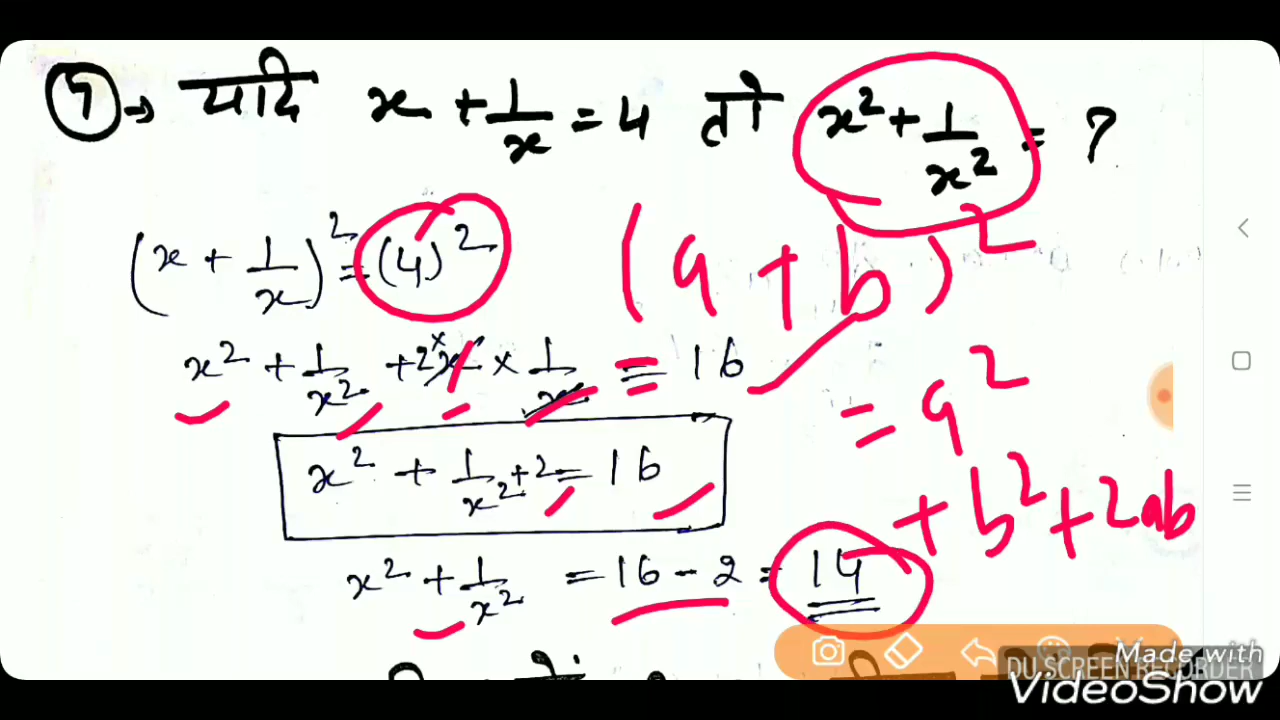 7 → यदि x + 1/x = 4 तो x² + 1/x² = ?
(x + 1/x)² = (4)²
(a + b)²
x² + 1/x² + 2 × x × 1/x = 16
= a²
+ b² + 2ab
x² + 1/x² + 2 = 16
x² + 1/x² = 16 - 2 = 14
Made with
DU SCREEN RECORDER
VideoShow